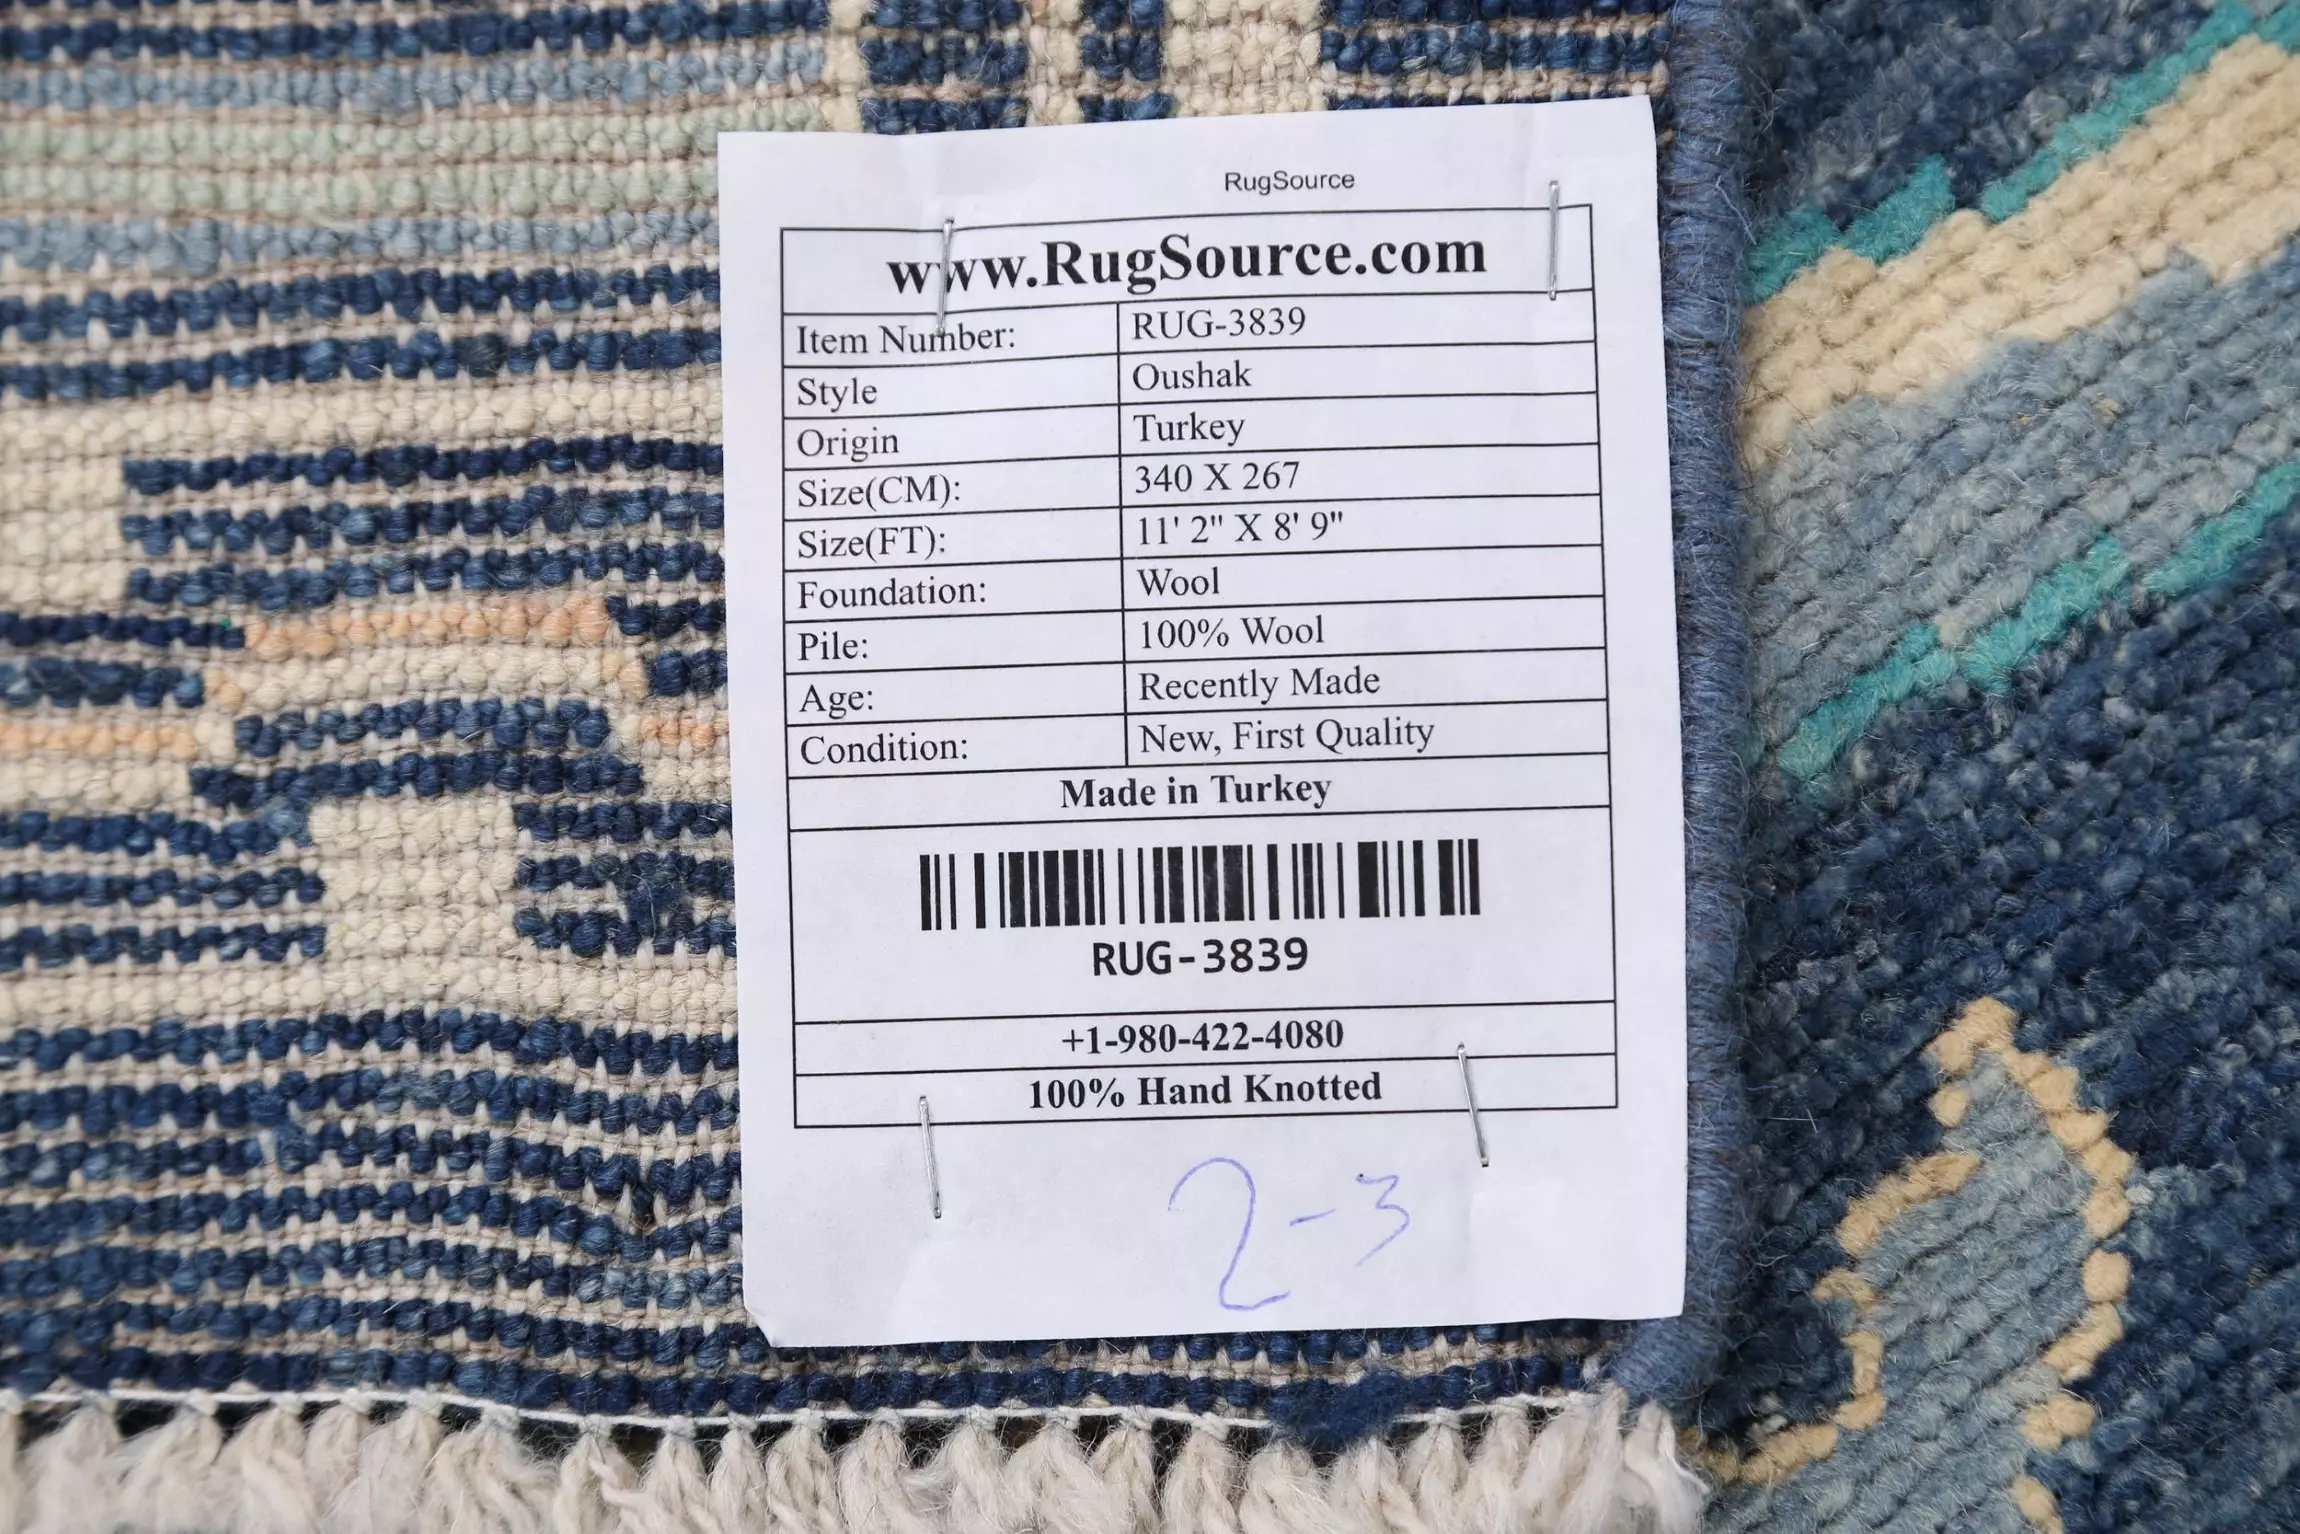 RugSource
www.RugSource.com
Item Number: RUG-3839
Style Oushak
Origin Turkey
Size(CM): 340 X 267
Size(FT): 11' 2" X 8' 9"
Foundation: Wool
Pile: 100% Wool
Age: Recently Made
Condition: New, First Quality
Made in Turkey
RUG-3839
+1-980-422-4080
100% Hand Knotted
2-3